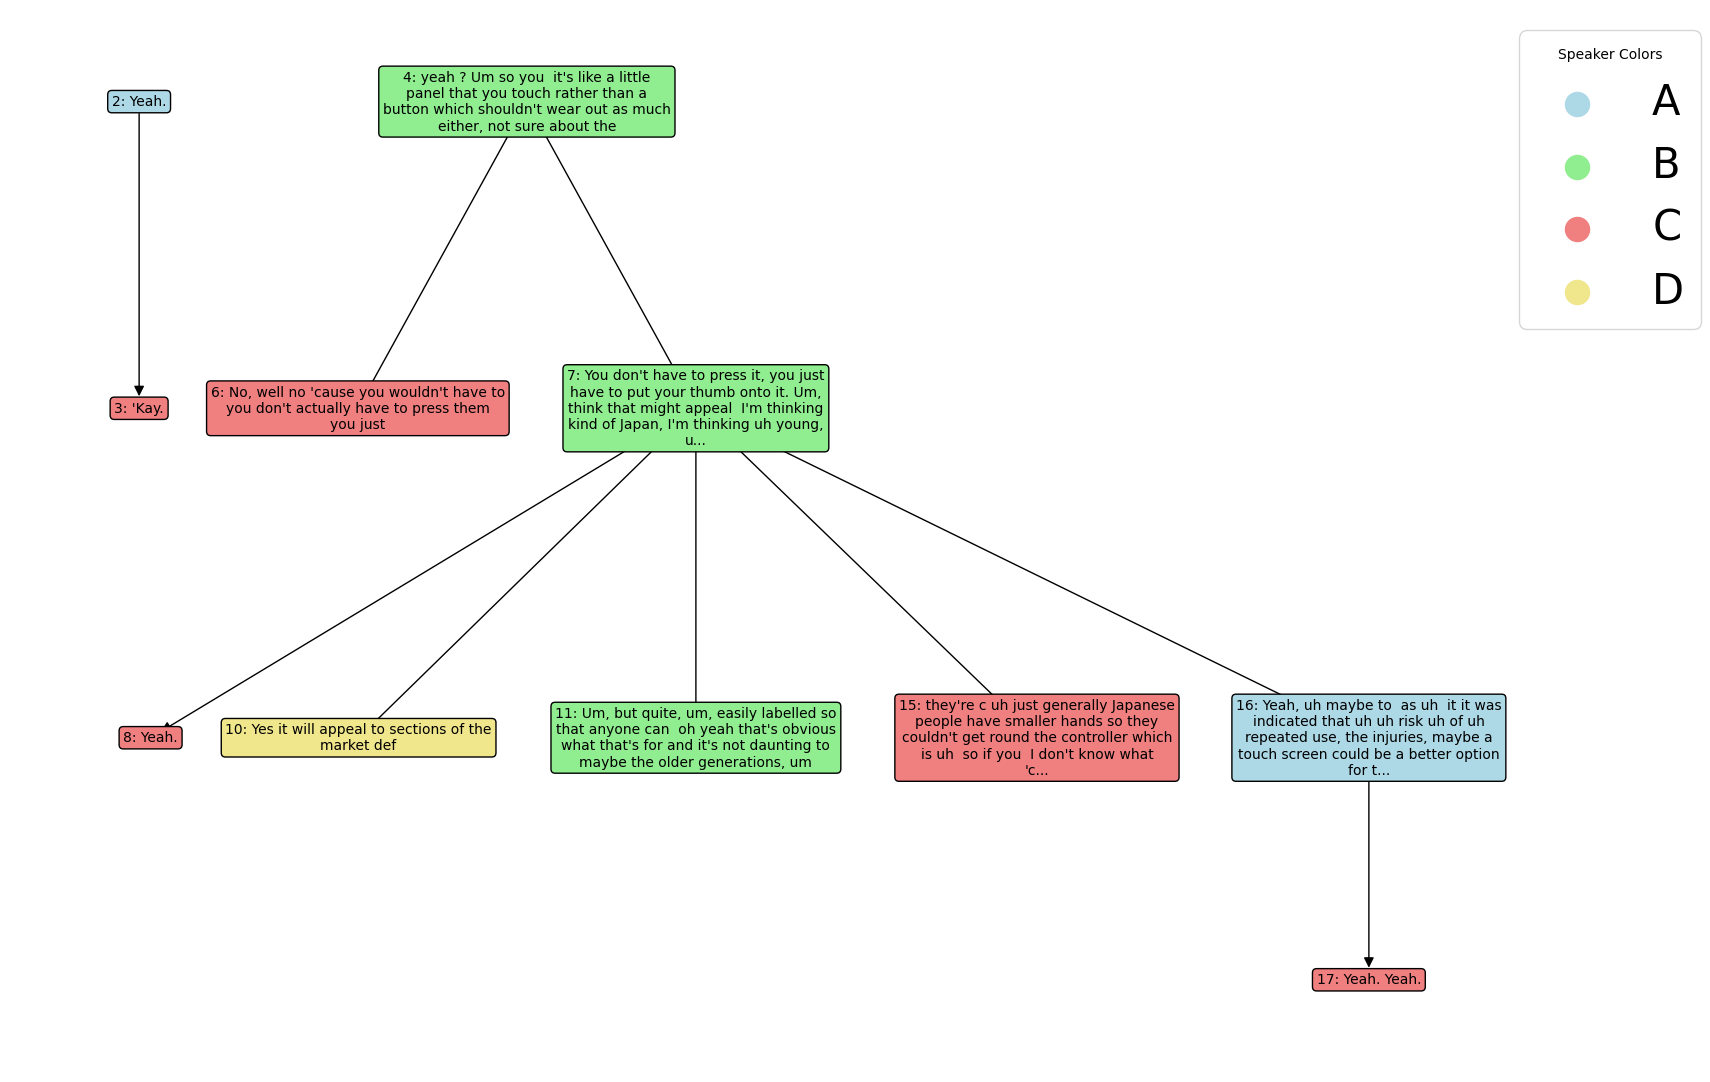 2: Yeah.
4: yeah ? Um so you  it's like a little
panel that you touch rather than a
button which shouldn't wear out as much
either, not sure about the
Speaker Colors
A
B
C
D
3: 'Kay.
6: No, well no 'cause you wouldn't have to
you don't actually have to press them
you just
7: You don't have to press it, you just
have to put your thumb onto it. Um,
think that might appeal  I'm thinking
kind of Japan, I'm thinking uh young,
u...
8: Yeah.
10: Yes it will appeal to sections of the
market def
11: Um, but quite, um, easily labelled so
that anyone can  oh yeah that's obvious
what that's for and it's not daunting to
maybe the older generations, um
15: they're c uh just generally Japanese
people have smaller hands so they
couldn't get round the controller which
is uh  so if you  I don't know what
'c...
16: Yeah, uh maybe to  as uh  it it was
indicated that uh uh risk uh of uh
repeated use, the injuries, maybe a
touch screen could be a better option
for t...
17: Yeah. Yeah.